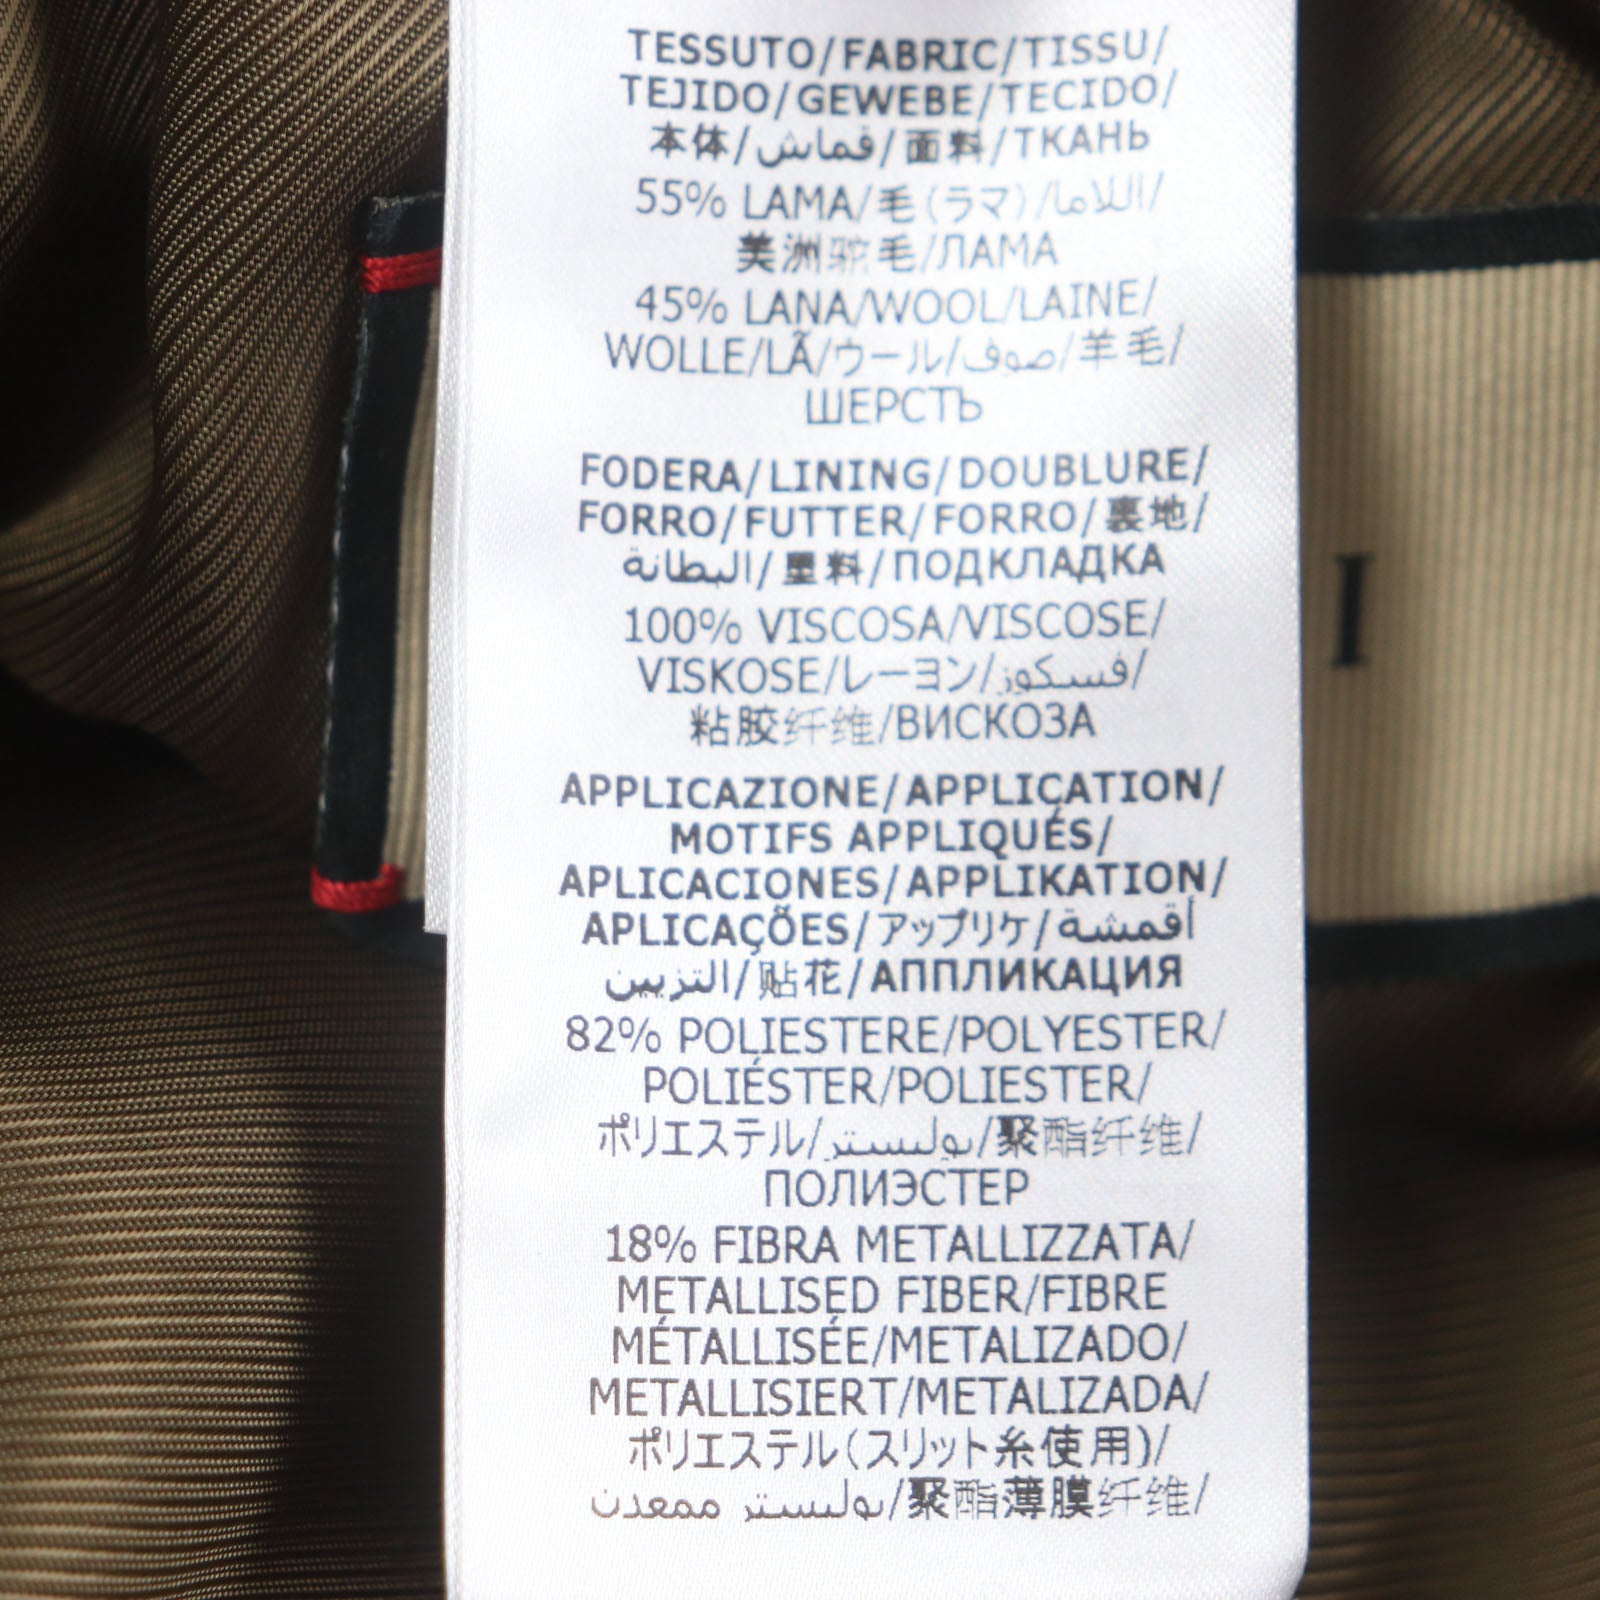 TESSUTO/FABRIC/TISSU/
TEJIDO/GEWEBE/TECIDO/
本体/قماش/面料/ТКАНЬ
55% LAMA/毛(ラマ)/اللاما/
美洲驼毛/ЛАМА
45% LANA/WOOL/LAINE/
WOLLE/LÃ/ウール/صوف/羊毛/
ШЕРСТЬ
FODERA/LINING/DOUBLURE/
FORRO/FUTTER/FORRO/裏地/
البطانة/里料/ПОДКЛАДКА
100% VISCOSA/VISCOSE/
VISKOSE/レーヨン/فسكوز/
粘胶纤维/ВИСКОЗА
APPLICAZIONE/APPLICATION/
MOTIFS APPLIQUÉS/
APLICACIONES/APPLIKATION/
APLICAÇÕES/アップリケ/أقمشة
التزيين/贴花/АППЛИКАЦИЯ
82% POLIESTERE/POLYESTER/
POLIÉSTER/POLIESTER/
ポリエステル/بوليستر/聚酯纤维/
ПОЛИЭСТЕР
18% FIBRA METALLIZZATA/
METALLISED FIBER/FIBRE
MÉTALLISÉE/METALIZADO/
METALLISIERT/METALIZADA/
ポリエステル(スリット糸使用)/
بوليستر ممعدن/聚酯薄膜纤维/
I